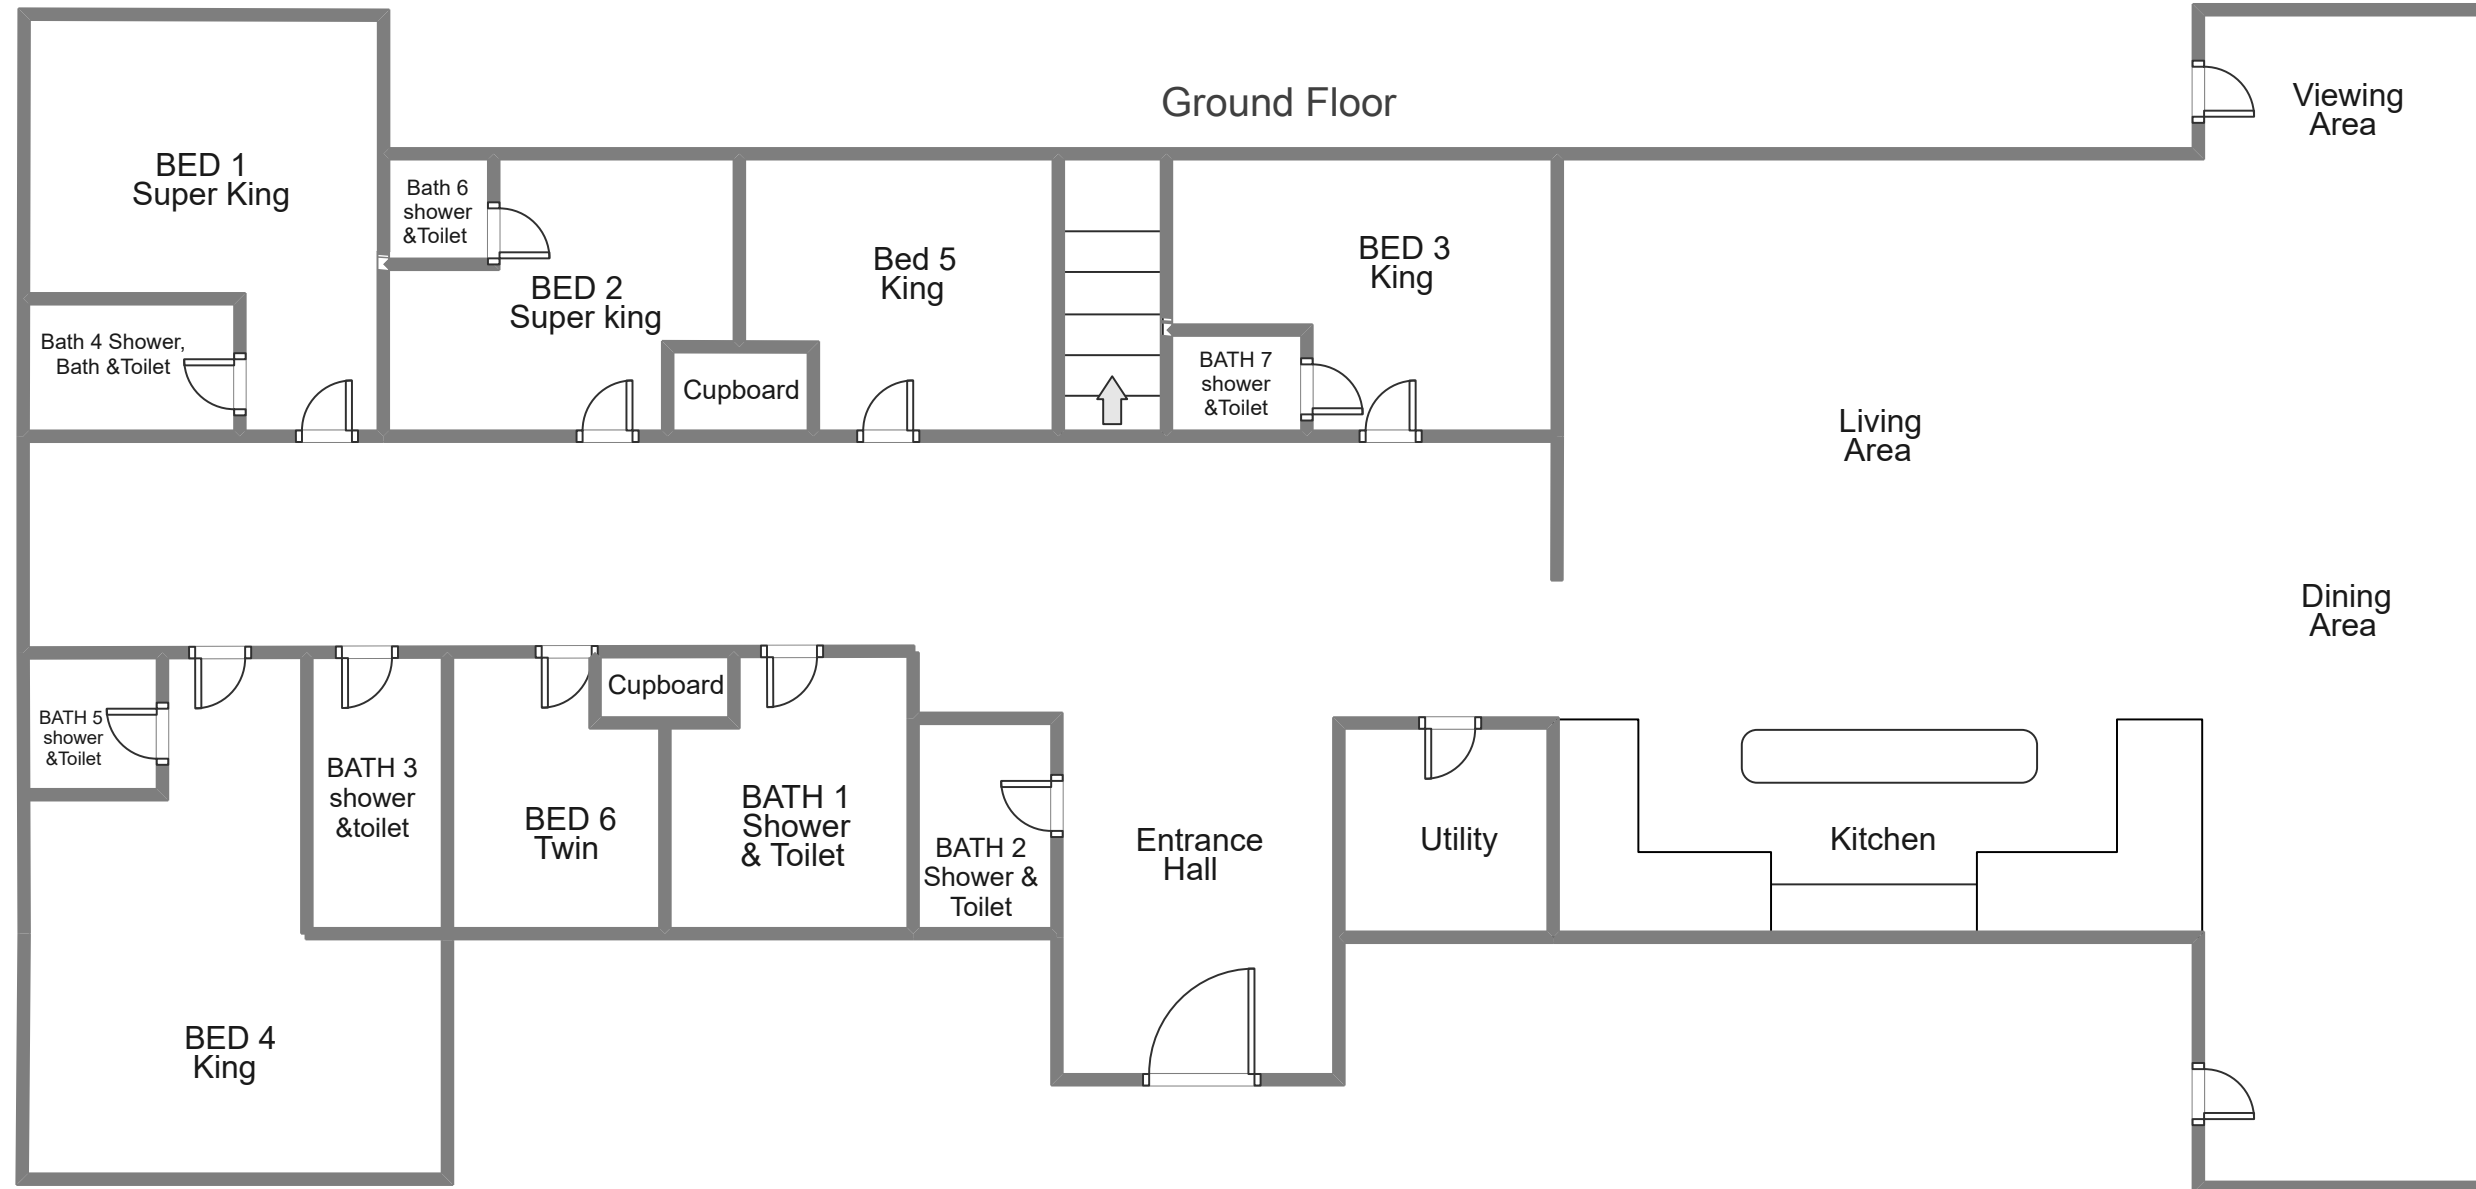 Ground Floor
Viewing
Area
BED 1
Super King
Bath 6
shower
&Toilet
BED 2
Super king
Bed 5
King
BED 3
King
Bath 4 Shower,
Bath &Toilet
Cupboard
BATH 7
shower
&Toilet
Living
Area
Dining
Area
BATH 5
shower
&Toilet
BATH 3
shower
&toilet
Cupboard
BED 6
Twin
BATH 1
Shower
& Toilet
BATH 2
Shower &
Toilet
Entrance
Hall
Utility
Kitchen
BED 4
King